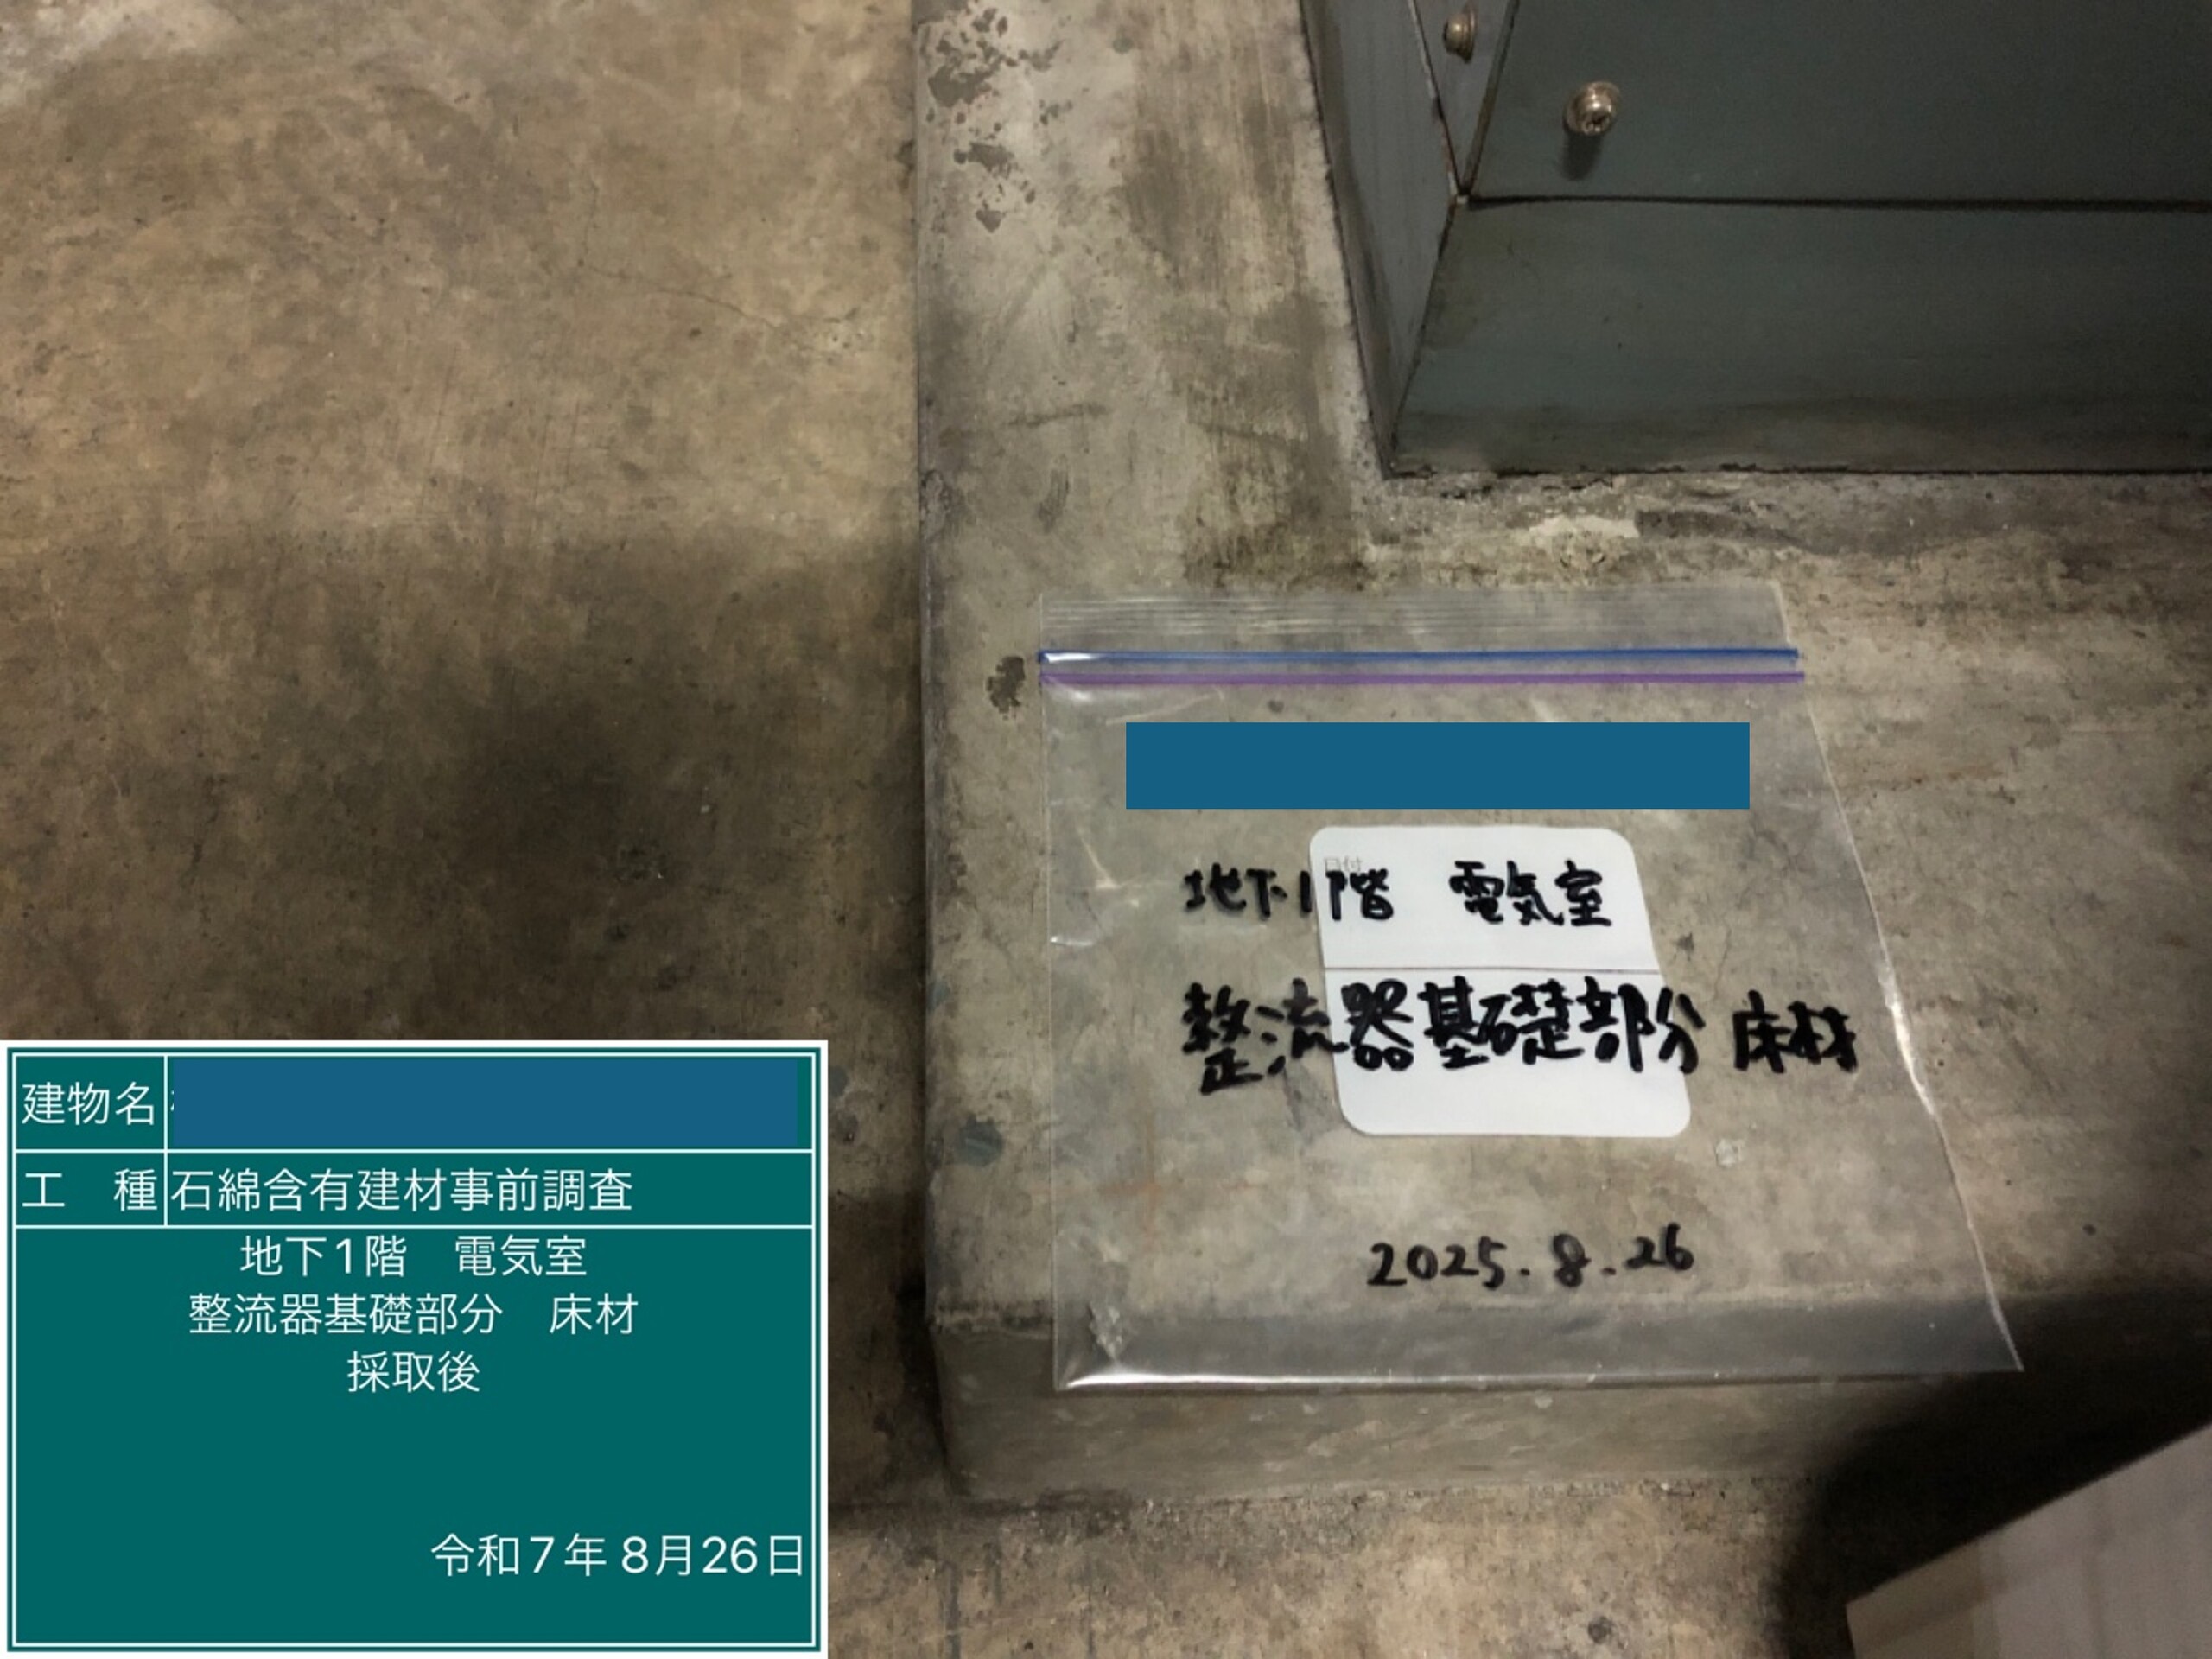 日付
地下1階　電気室
整流器基礎部分 床材
2025.8.26
建物名
工　種 石綿含有建材事前調査
地下1階　電気室
整流器基礎部分　床材
採取後
令和7年 8月26日